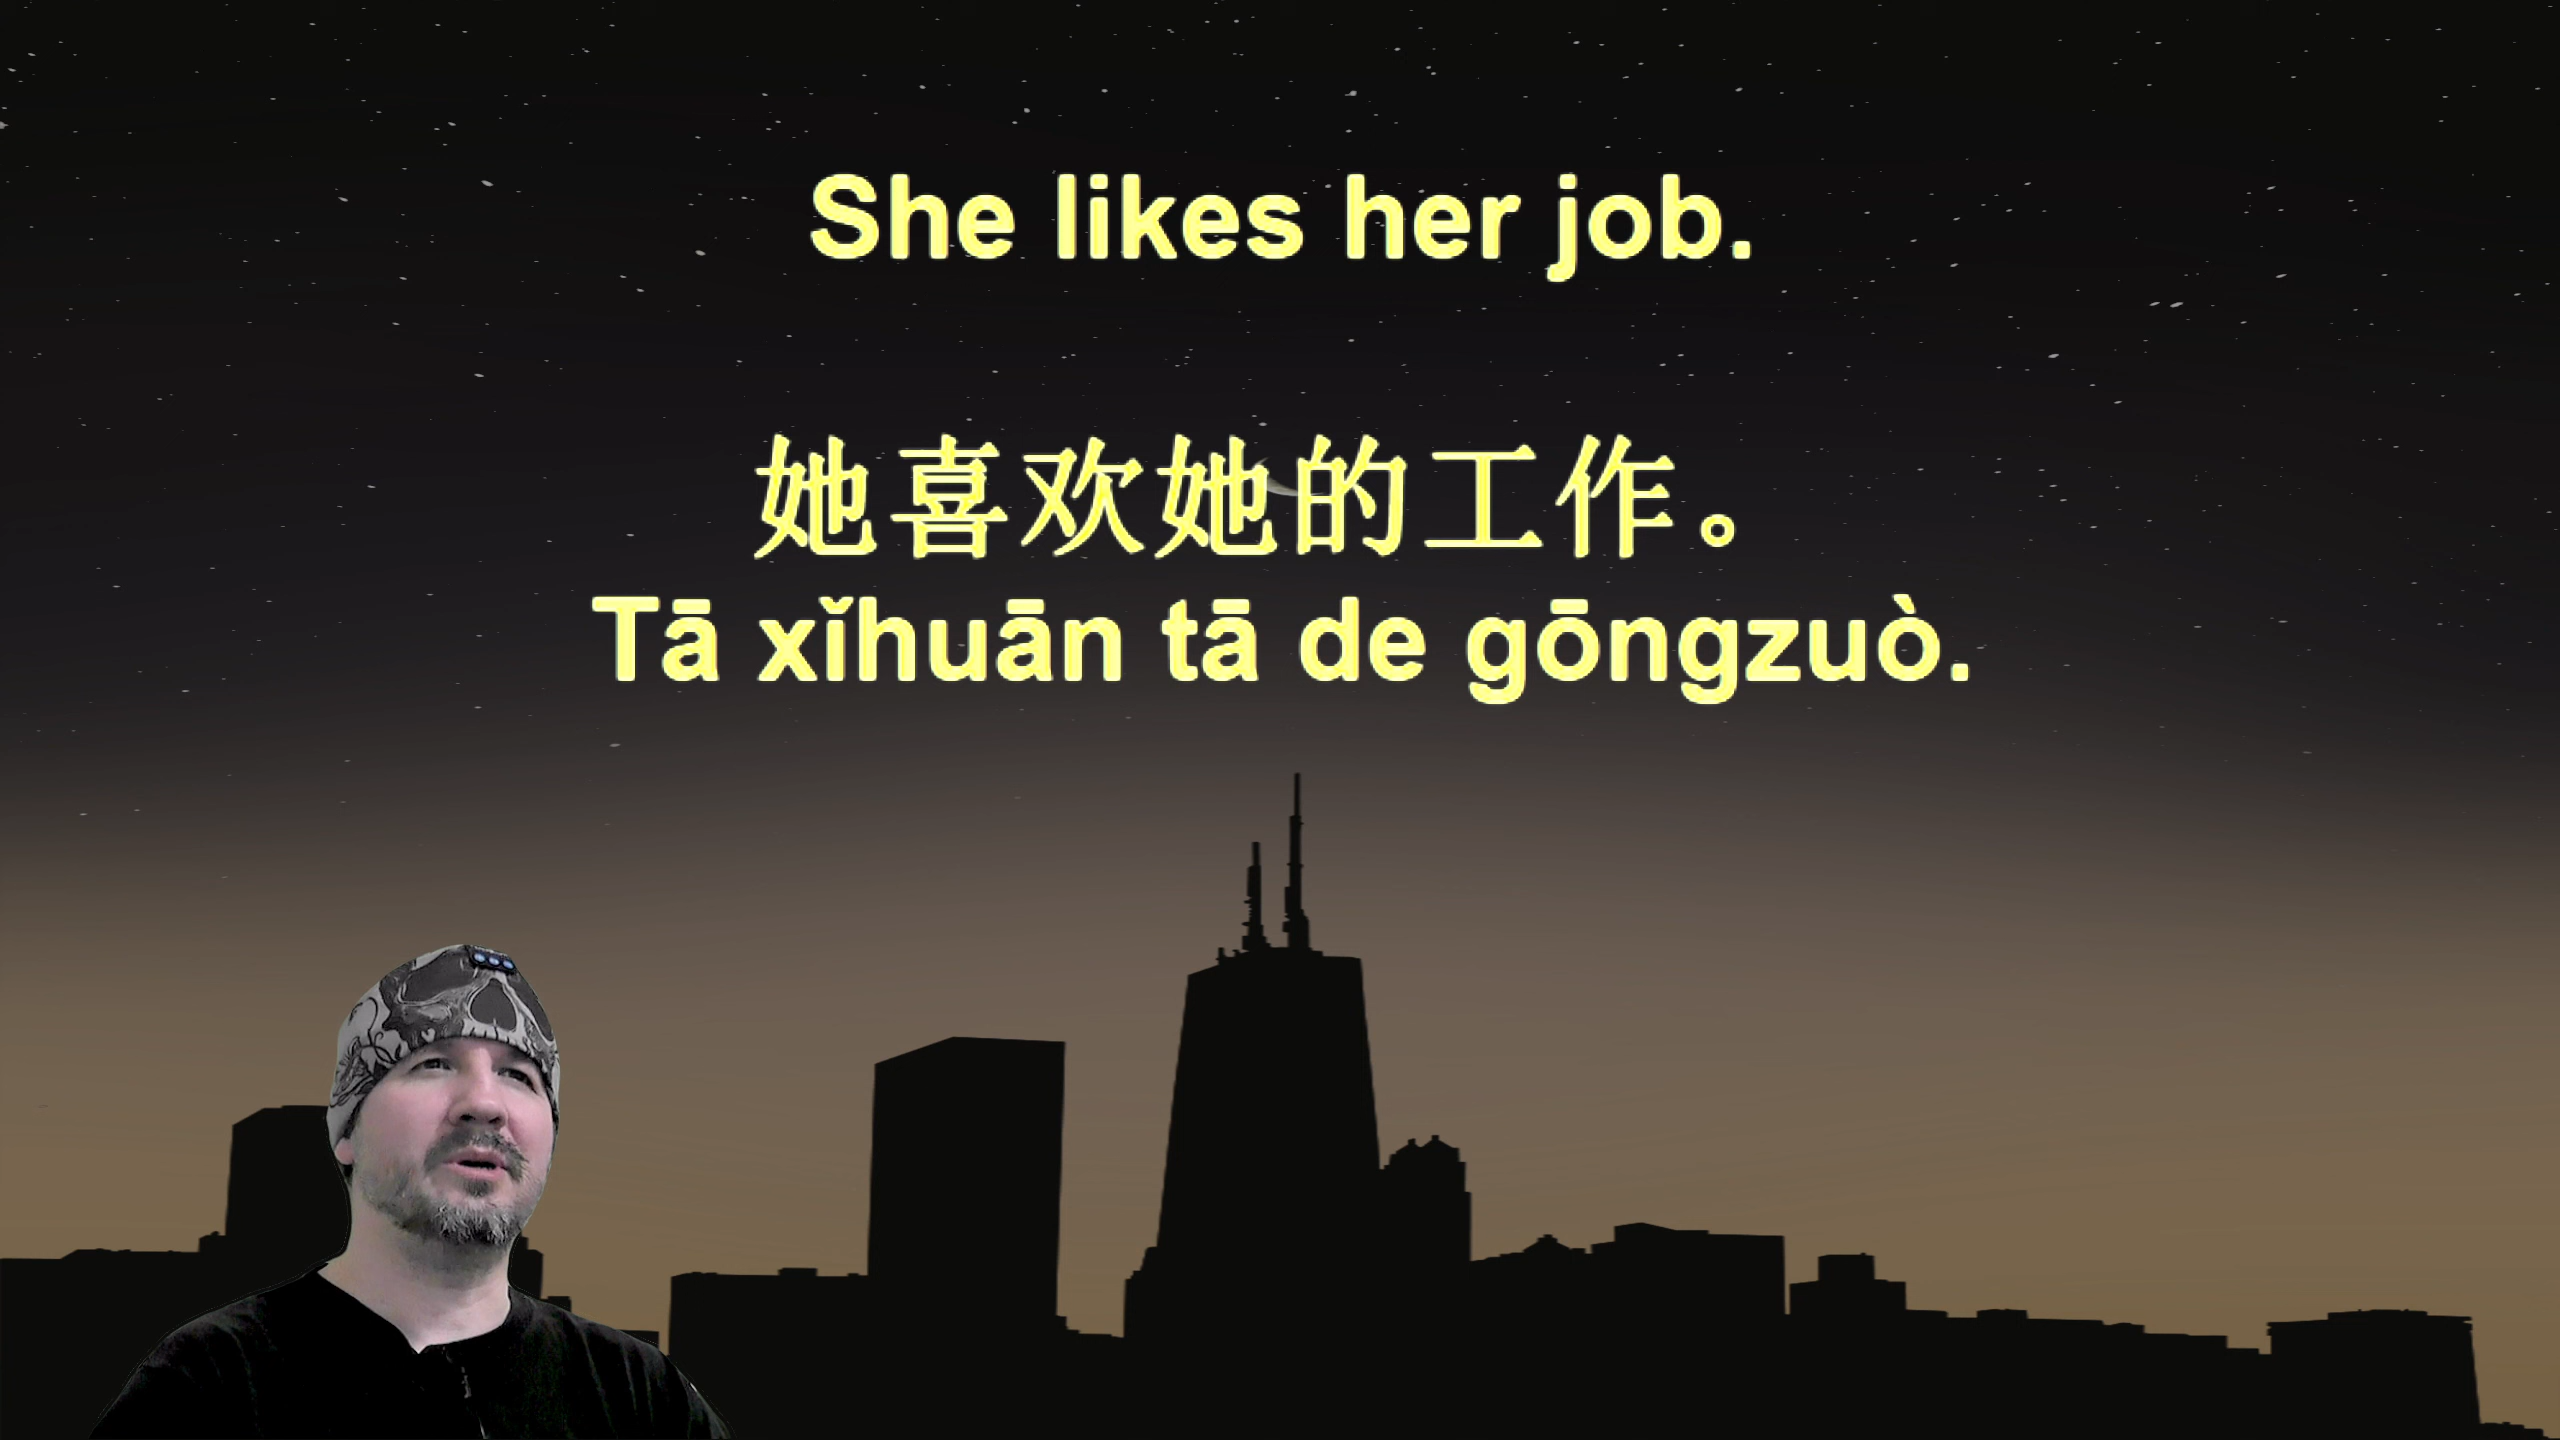 She likes her job.
她喜欢她的工作。
Tā xǐhuān tā de gōngzuò.